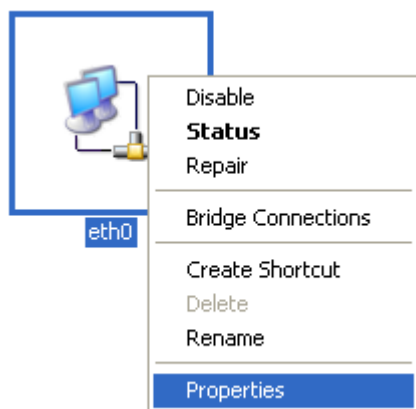 Disable
Status
Repair
Bridge Connections
eth0
Create Shortcut
Delete
Rename
Properties